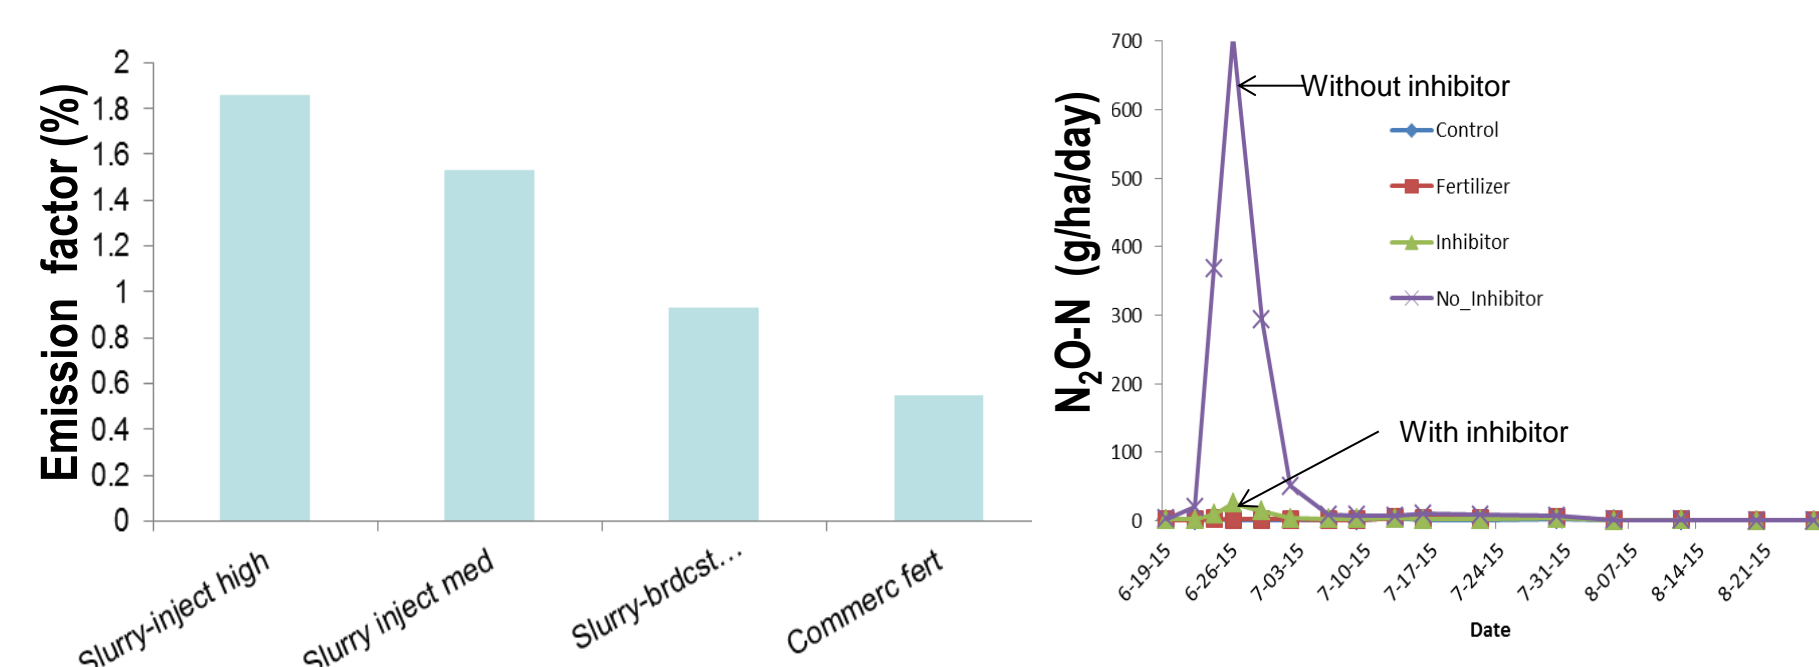 Emission factor (%)
2
1.8
1.6
1.4
1.2
1
0.8
0.6
0.4
0.2
0
Slurry-inject high
Slurry inject med
Slurry-brdcst...
Commerc fert
N₂O-N (g/ha/day)
700
600
500
400
300
200
100
0
Without inhibitor
Control
Fertilizer
Inhibitor
No_Inhibitor
With inhibitor
6-19-15
6-26-15
7-03-15
7-10-15
7-17-15
7-24-15
7-31-15
8-07-15
8-14-15
8-21-15
Date